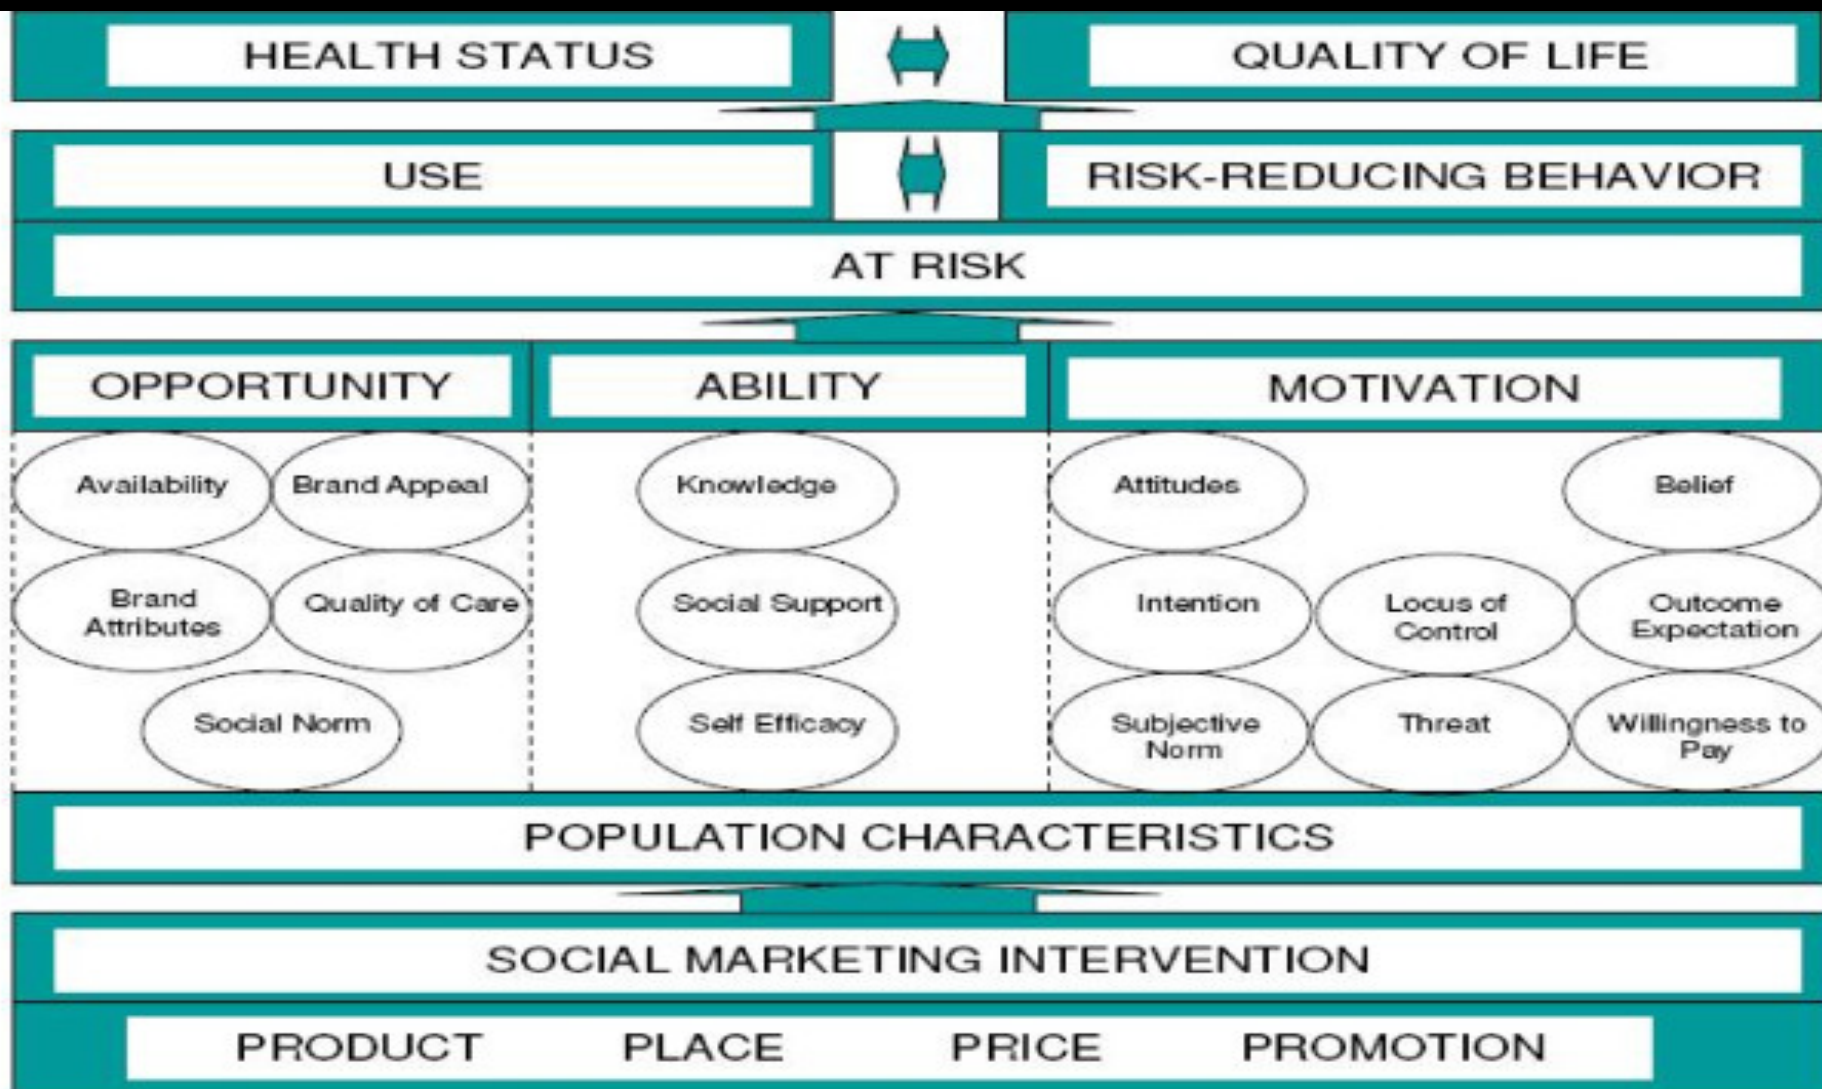 HEALTH STATUS
QUALITY OF LIFE
USE
RISK-REDUCING BEHAVIOR
AT RISK
OPPORTUNITY
ABILITY
MOTIVATION
Availability
Brand Appeal
Knowledge
Attitudes
Belief
Brand
Attributes
Quality of Care
Social Support
Intention
Locus of
Control
Outcome
Expectation
Social Norm
Self Efficacy
Subjective
Norm
Threat
Willingness to
Pay
POPULATION CHARACTERISTICS
SOCIAL MARKETING INTERVENTION
PRODUCT PLACE PRICE PROMOTION